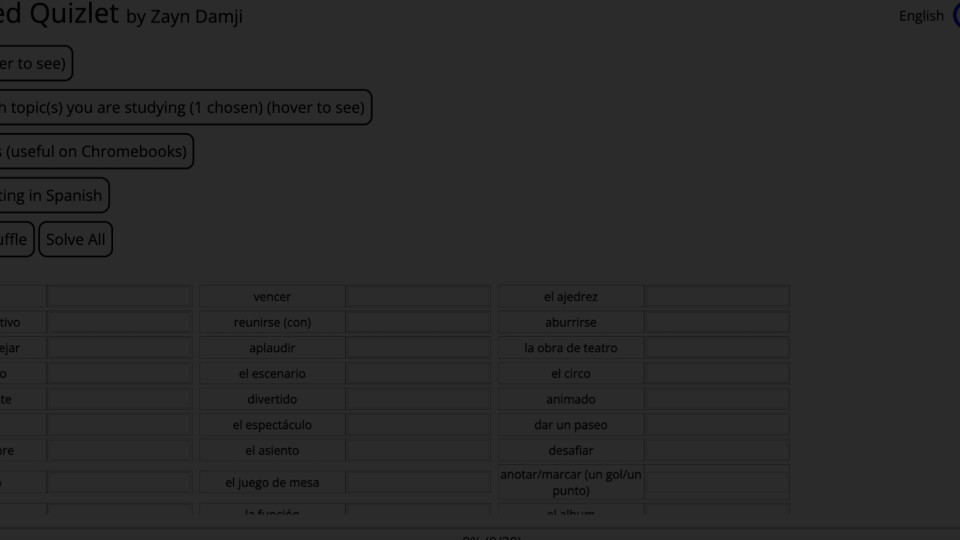 ed Quizlet by Zayn Damji
English
er to see)
h topic(s) you are studying (1 chosen) (hover to see)
s (useful on Chromebooks)
ting in Spanish
uffle Solve All
vencer el ajedrez
tivo reunirse (con) aburrirse
ejar aplaudir la obra de teatro
o el escenario el circo
te divertido animado
el espectáculo dar un paseo
bre el asiento desafiar
o el juego de mesa anotar/marcar (un gol/un
punto)
la función el album